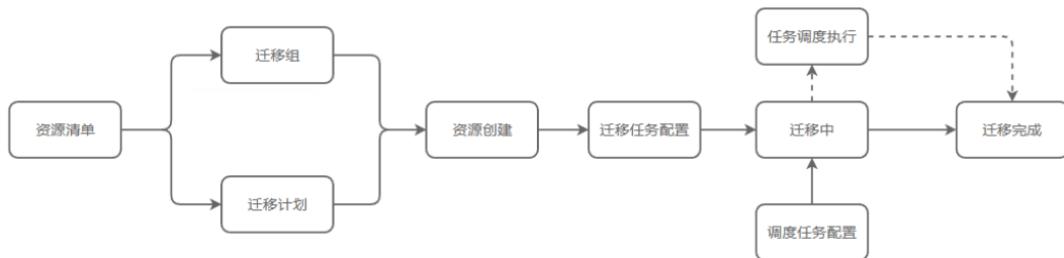 资源清单
迁移组
迁移计划
资源创建
迁移任务配置
任务调度执行
迁移中
调度任务配置
迁移完成